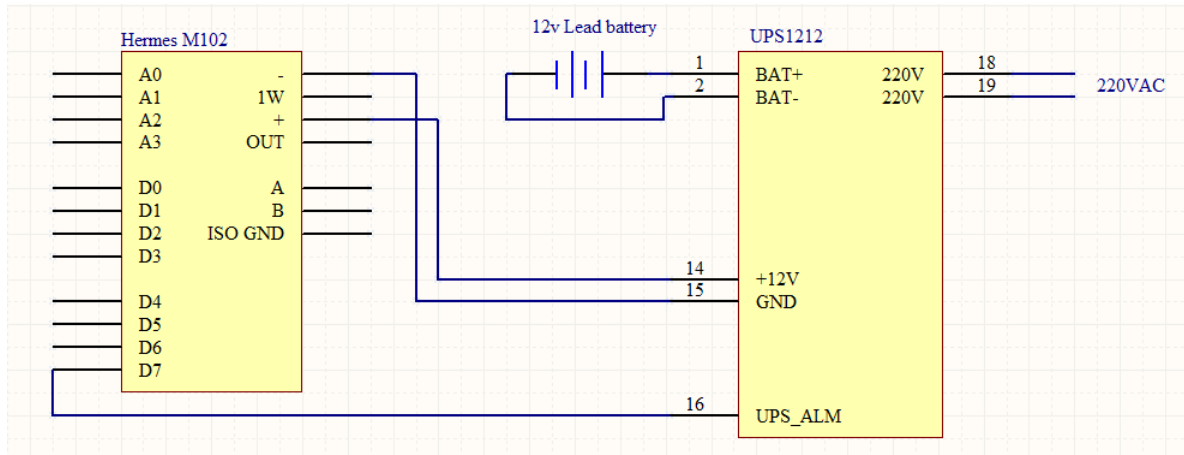 12v Lead battery
Hermes M102
UPS1212
A0 -
A1 1W
A2 +
A3 OUT
D0 A
D1 B
D2 ISO GND
D3
D4
D5
D6
D7
1 BAT+ 220V 18
2 BAT- 220V 19
220VAC
14 +12V
15 GND
16 UPS_ALM